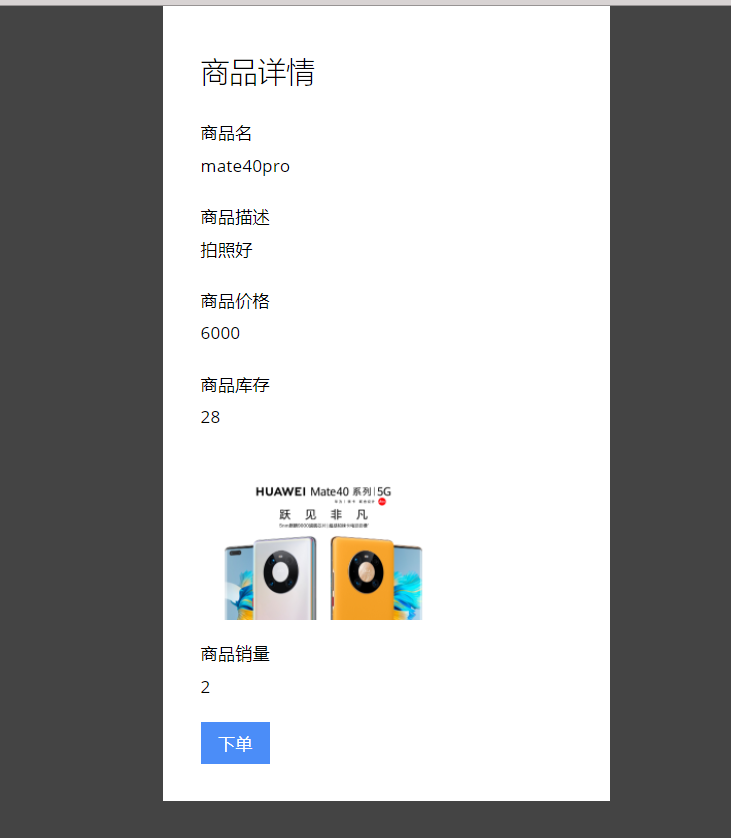 商品详情
商品名
mate40pro
商品描述
拍照好
商品价格
6000
商品库存
28
HUAWEI Mate40 系列|5G
跃 见 非 凡
商品销量
2
下单